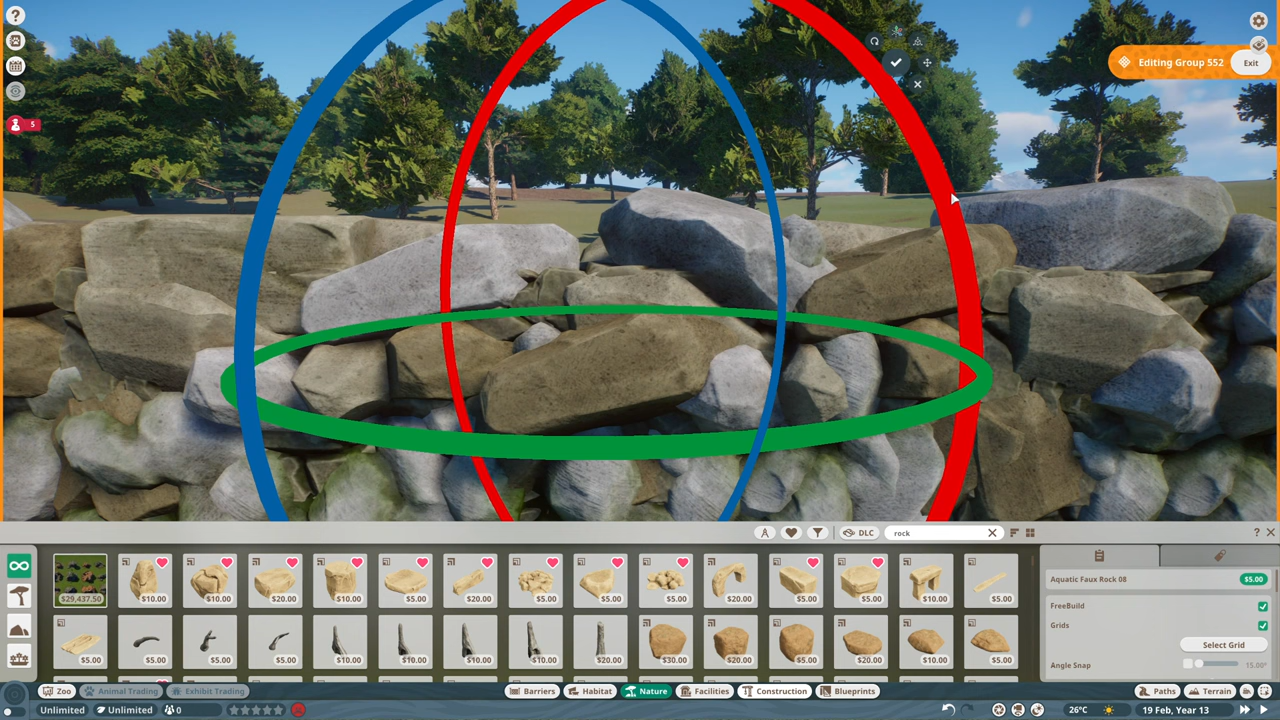 ?
Editing Group 552
Exit
5
DLC
rock
?
$29,437.50
$10.00
$10.00
$20.00
$10.00
$5.00
$20.00
$5.00
$5.00
$5.00
$20.00
$5.00
$5.00
$10.00
$5.00
$5.00
$5.00
$5.00
$5.00
$10.00
$10.00
$10.00
$10.00
$20.00
$30.00
$20.00
$5.00
$20.00
$10.00
$5.00
Aquatic Faux Rock 08
$5.00
FreeBuild
Grids
Select Grid
Angle Snap
15.00°
Zoo
Animal Trading
Exhibit Trading
Barriers
Habitat
Nature
Facilities
Construction
Blueprints
Paths
Terrain
Unlimited
Unlimited
0
26°C
19 Feb, Year 13